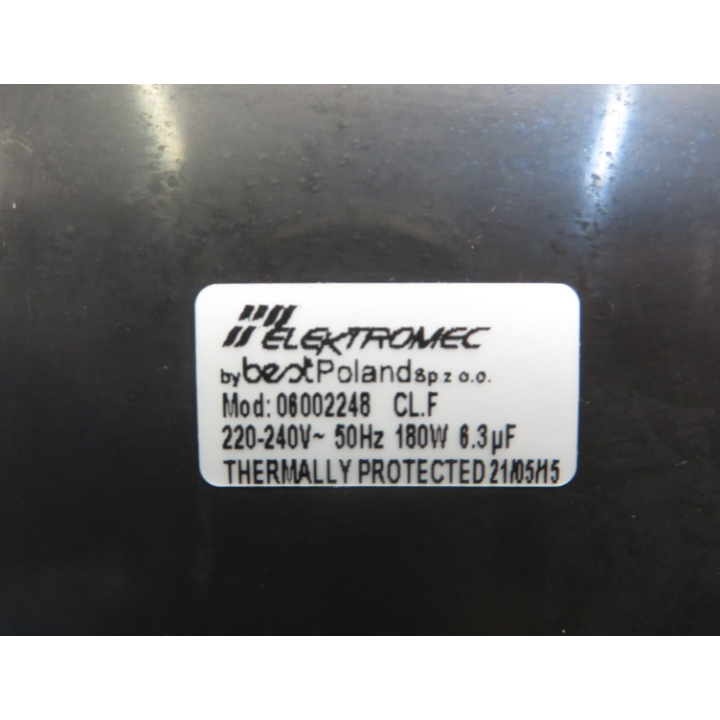 ELEKTROMEC
by best Poland Sp. z o.o.
Mod: 06002248 CL.F
220-240V~ 50Hz 180W 6.3µF
THERMALLY PROTECTED 21/05/15